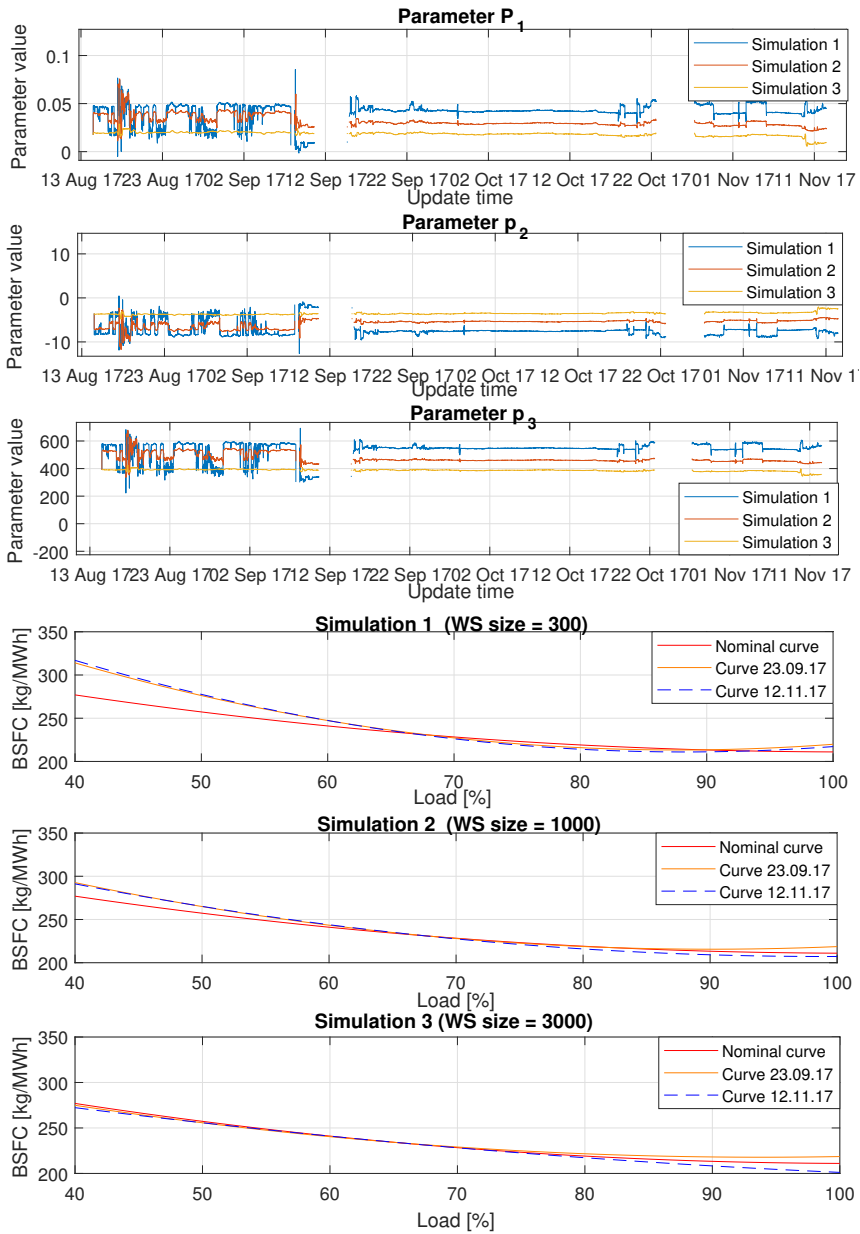 Parameter P1
Parameter value
0.1
0.05
0
Simulation 1
Simulation 2
Simulation 3
13 Aug 17 23 Aug 17 02 Sep 17 12 Sep 17 22 Sep 17 02 Oct 17 12 Oct 17 22 Oct 17 01 Nov 17 11 Nov 17
Update time
Parameter p2
Parameter value
10
0
-10
Simulation 1
Simulation 2
Simulation 3
13 Aug 17 23 Aug 17 02 Sep 17 12 Sep 17 22 Sep 17 02 Oct 17 12 Oct 17 22 Oct 17 01 Nov 17 11 Nov 17
Update time
Parameter p3
Parameter value
600
400
200
0
-200
Simulation 1
Simulation 2
Simulation 3
13 Aug 17 23 Aug 17 02 Sep 17 12 Sep 17 22 Sep 17 02 Oct 17 12 Oct 17 22 Oct 17 01 Nov 17 11 Nov 17
Update time
Simulation 1 (WS size = 300)
BSFC [kg/MWh]
350
300
250
200
Nominal curve
Curve 23.09.17
Curve 12.11.17
40 50 60 70 80 90 100
Load [%]
Simulation 2 (WS size = 1000)
BSFC [kg/MWh]
350
300
250
200
Nominal curve
Curve 23.09.17
Curve 12.11.17
40 50 60 70 80 90 100
Load [%]
Simulation 3 (WS size = 3000)
BSFC [kg/MWh]
350
300
250
200
Nominal curve
Curve 23.09.17
Curve 12.11.17
40 50 60 70 80 90 100
Load [%]